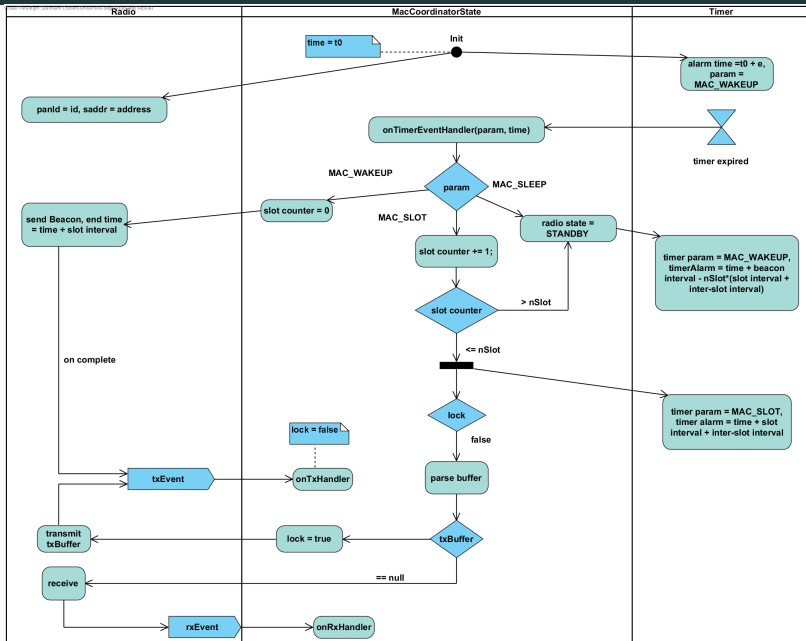 Radio
MacCoordinatorState
Timer
time = t0
Init
alarm time =t0 + e,
param =
MAC_WAKEUP
panId = id, saddr = address
onTimerEventHandler(param, time)
timer expired
MAC_WAKEUP
param
MAC_SLEEP
send Beacon, end time
= time + slot interval
slot counter = 0
MAC_SLOT
radio state =
STANDBY
slot counter += 1;
timer param = MAC_WAKEUP,
timerAlarm = time + beacon
interval - nSlot*(slot interval +
inter-slot interval)
slot counter
> nSlot
<= nSlot
on complete
lock
timer param = MAC_SLOT,
timer alarm = time + slot
interval + inter-slot interval
lock = false
false
txEvent
onTxHandler
parse buffer
transmit
txBuffer
lock = true
txBuffer
== null
receive
rxEvent
onRxHandler